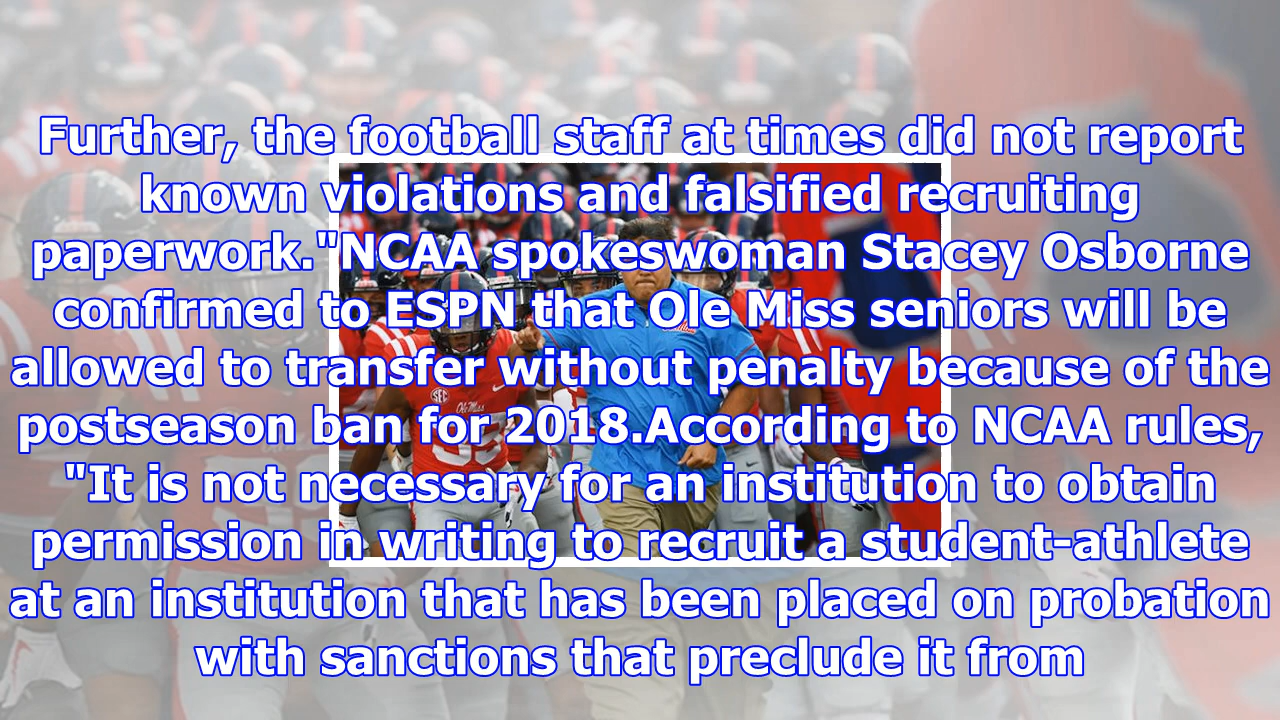 Further, the football staff at times did not report
known violations and falsified recruiting
paperwork."NCAA spokeswoman Stacey Osborne
confirmed to ESPN that Ole Miss seniors will be
allowed to transfer without penalty because of the
postseason ban for 2018.According to NCAA rules,
"It is not necessary for an institution to obtain
permission in writing to recruit a student-athlete
at an institution that has been placed on probation
with sanctions that preclude it from
SEC
Ole Miss